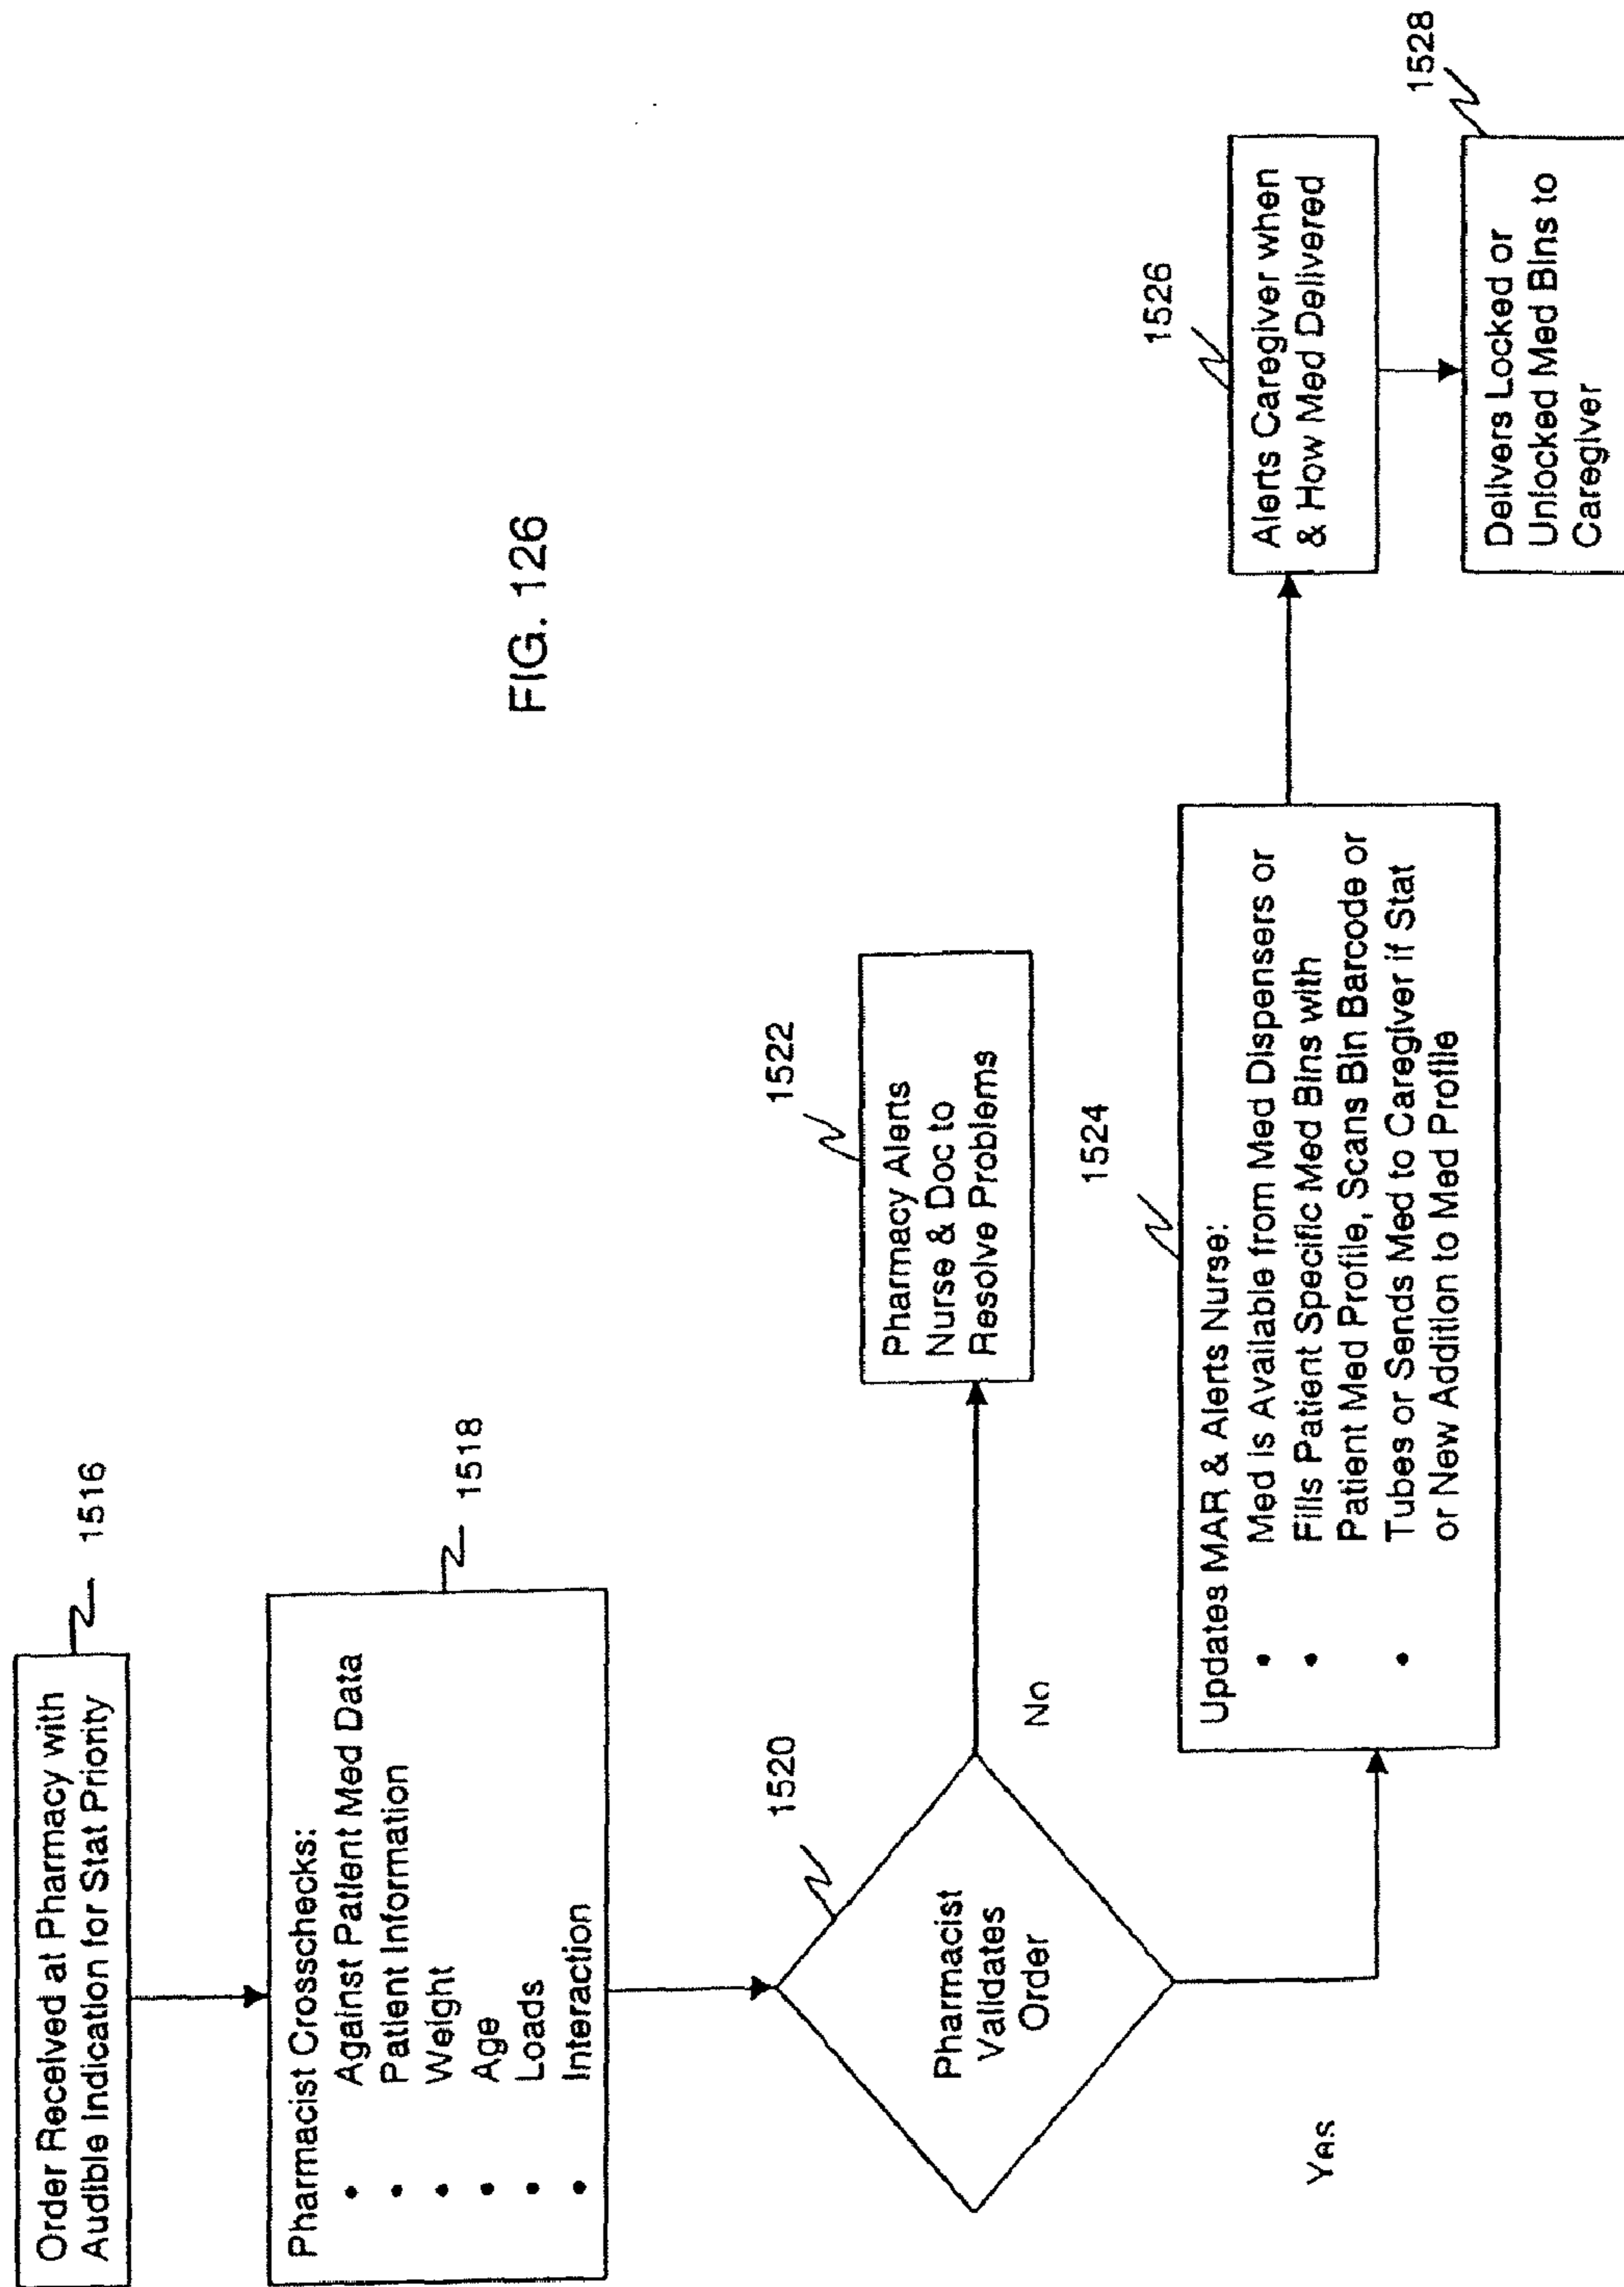 Order Received at Pharmacy with
Audible Indication for Stat Priority
1516
Pharmacist Crosschecks:
• Against Patient Med Data
• Patient Information
• Weight
• Age
• Loads
• Interaction
1518
1520
Pharmacist
Validates
Order
No
Yes
1522
Pharmacy Alerts
Nurse & Doc to
Resolve Problems
1524
Updates MAR & Alerts Nurse:
• Med is Available from Med Dispensers or
• Fills Patient Specific Med Bins with
Patient Med Profile, Scans Bin Barcode or
• Tubes or Sends Med to Caregiver if Stat
or New Addition to Med Profile
1526
Alerts Caregiver when
& How Med Delivered
1528
Delivers Locked or
Unlocked Med Bins to
Caregiver
FIG. 126